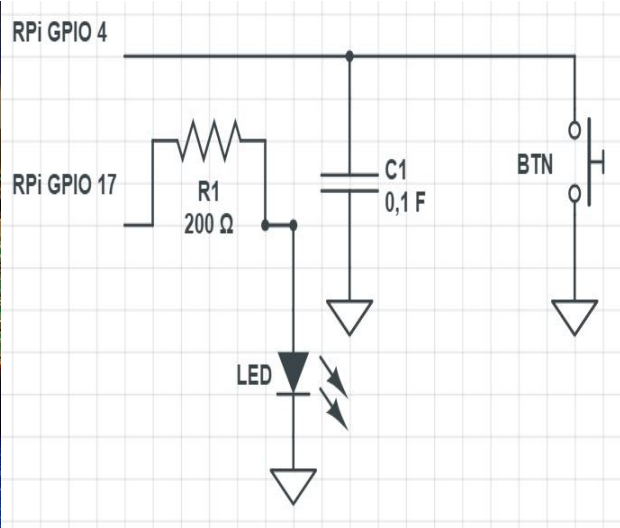 RPi GPIO 4
RPi GPIO 17
R1
200 Ω
C1
0,1 F
BTN
LED